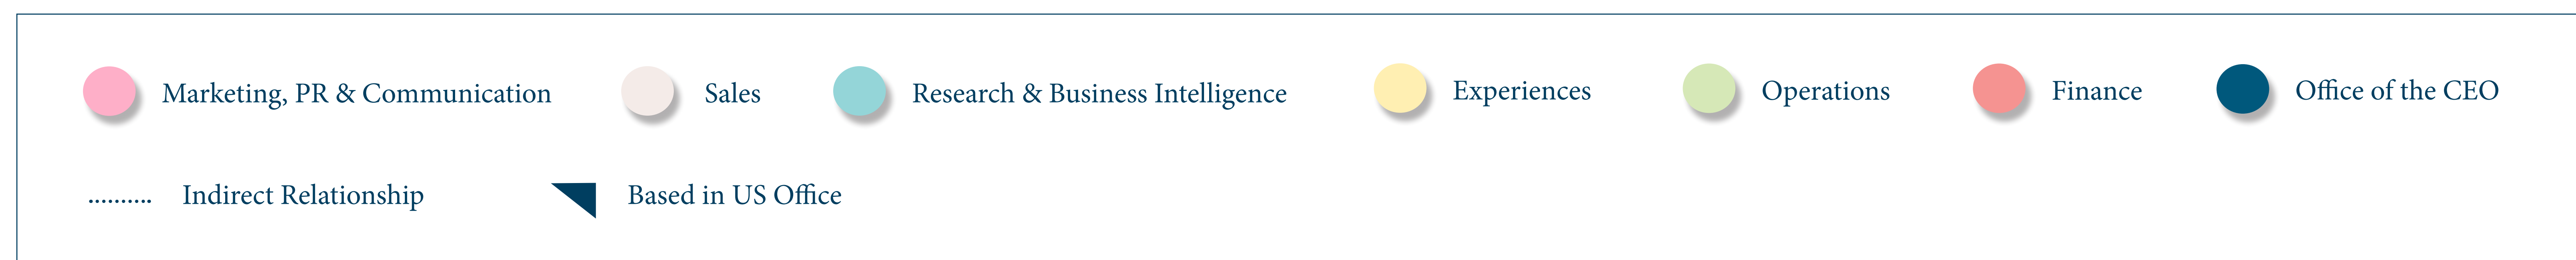 Marketing, PR & Communication Sales Research & Business Intelligence Experiences Operations Finance Office of the CEO
Indirect Relationship Based in US Office